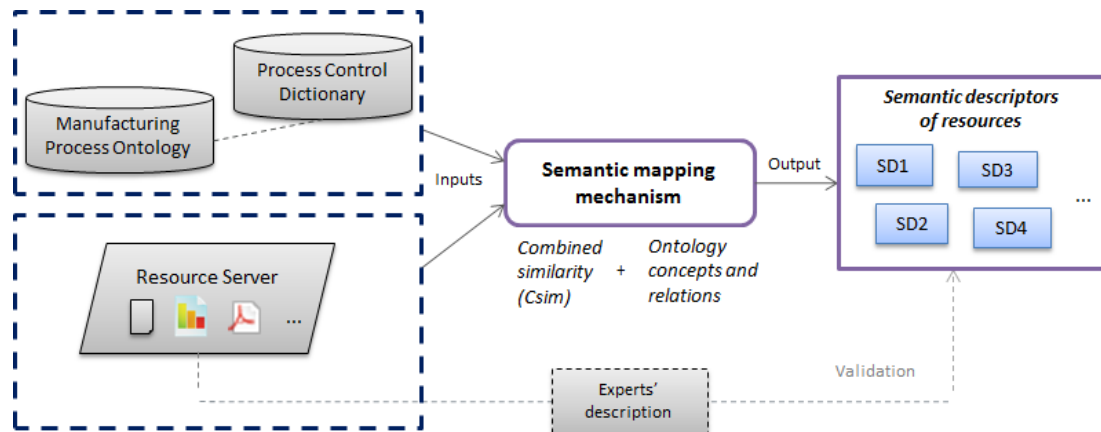 Process Control
Dictionary
Manufacturing
Process Ontology
Resource Server
...
Inputs
Semantic mapping
mechanism
Combined
similarity
(Csim)
+
Ontology
concepts and
relations
Output
Semantic descriptors
of resources
SD1
SD3
SD2
SD4
...
Experts'
description
Validation